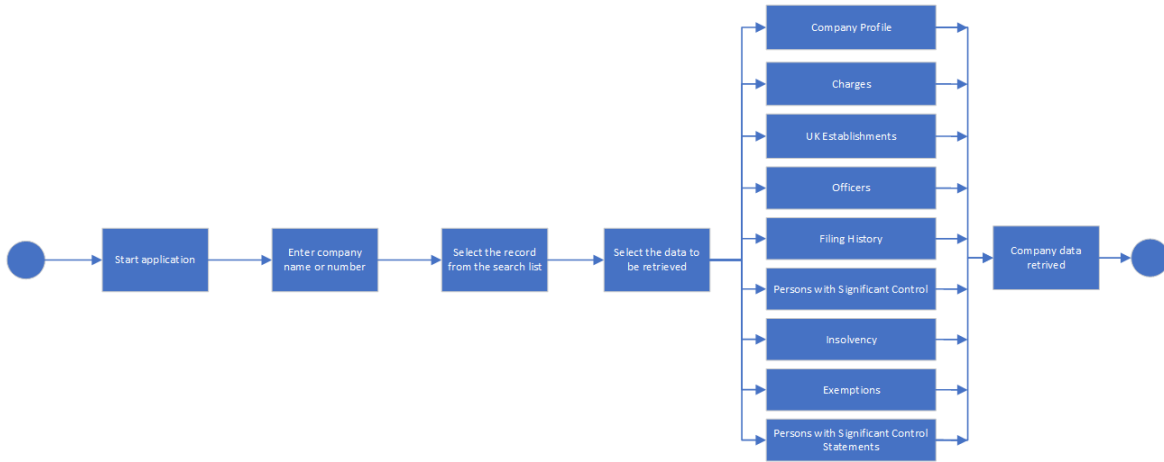 Start application
Enter company
name or number
Select the record
from the search list
Select the data to
be retrieved
Company Profile
Charges
UK Establishments
Officers
Filing History
Persons with Significant Control
Insolvency
Exemptions
Persons with Significant Control
Statements
Company data
retrived